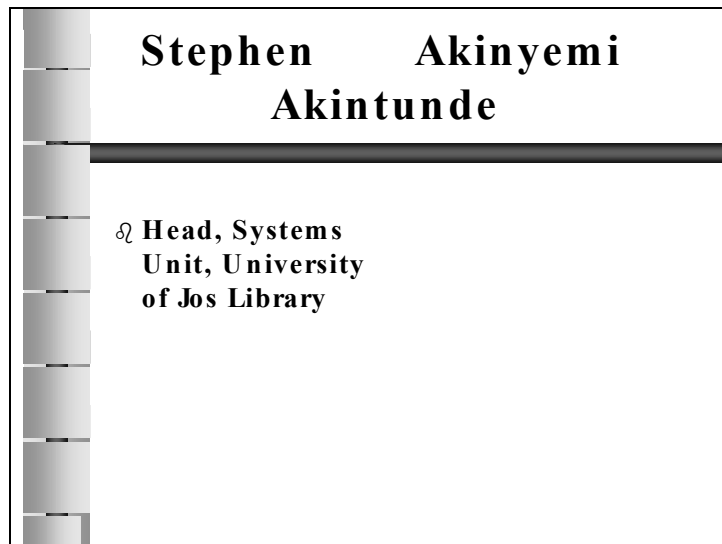 Stephen Akinyemi
Akintunde
♌ Head, Systems
Unit, University
of Jos Library